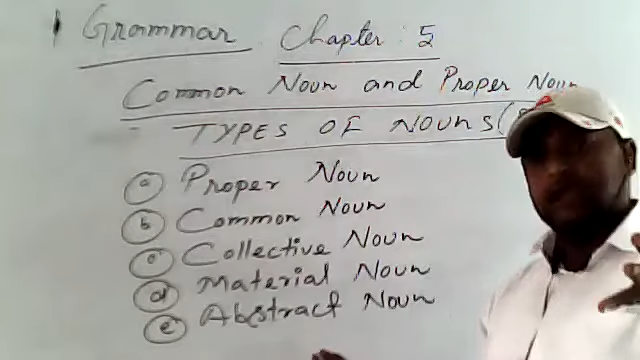 Grammar Chapter : 5
Common Noun and Proper Noun
TYPES OF NOUNS(
(a) Proper Noun
(b) Common Noun
(c) Collective Noun
(d) Material Noun
(e) Abstract Noun